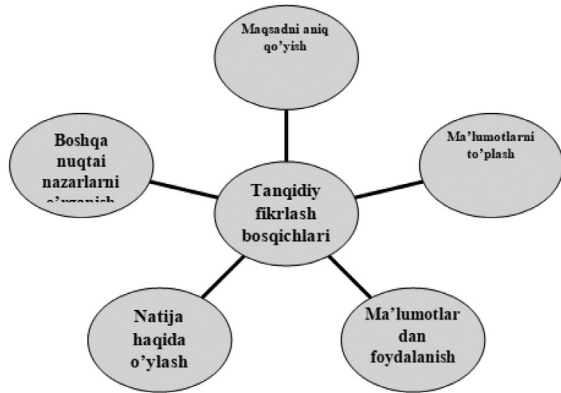 Maqsadni aniq
qo’yish
Ma’lumotlarni
to’plash
Ma’lumotlar
dan
foydalanish
Natija
haqida
o’ylash
Boshqa
nuqtai
nazarlarni
o’rganish
Tanqidiy
fikrlash
bosqichlari